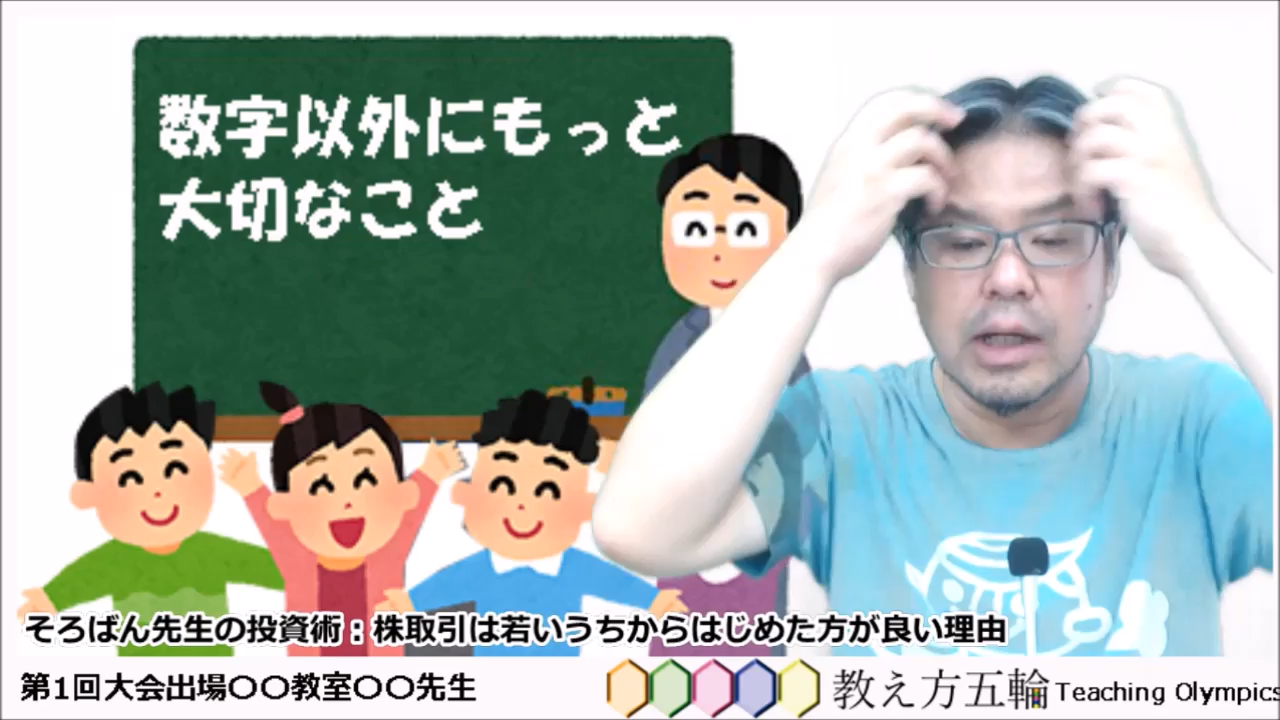 数字以外にもっと
大切なこと
そろばん先生の投資術：株取引は若いうちからはじめた方が良い理由
第1回大会出場〇〇教室〇〇先生
教え方五輪 Teaching Olympics